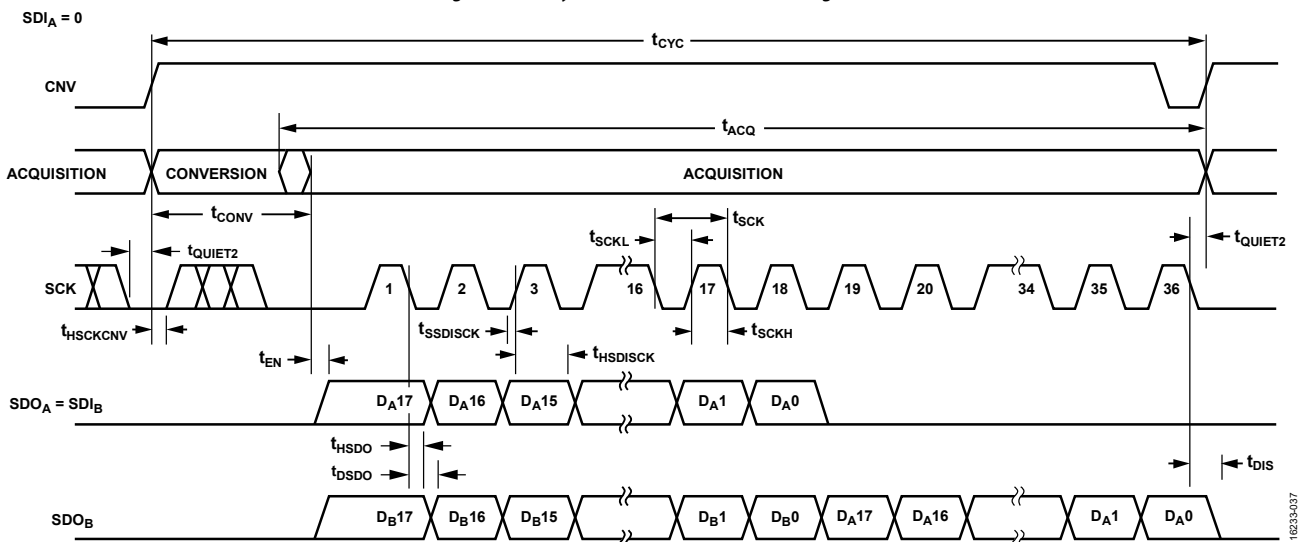 SDIA = 0
tCYC
CNV
tACQ
ACQUISITION CONVERSION ACQUISITION
tCONV
tSCK
tSCKL
tQUIET2 tQUIET2
SCK 1 2 3 16 17 18 19 20 34 35 36
tHSCKCNV tSSDISCK tSCKH
tEN tHSDISCK
SDOA = SDIB DA17 DA16 DA15 DA1 DA0
tHSDO
tDSDO tDIS
SDOB DB17 DB16 DB15 DB1 DB0 DA17 DA16 DA1 DA0
16233-037